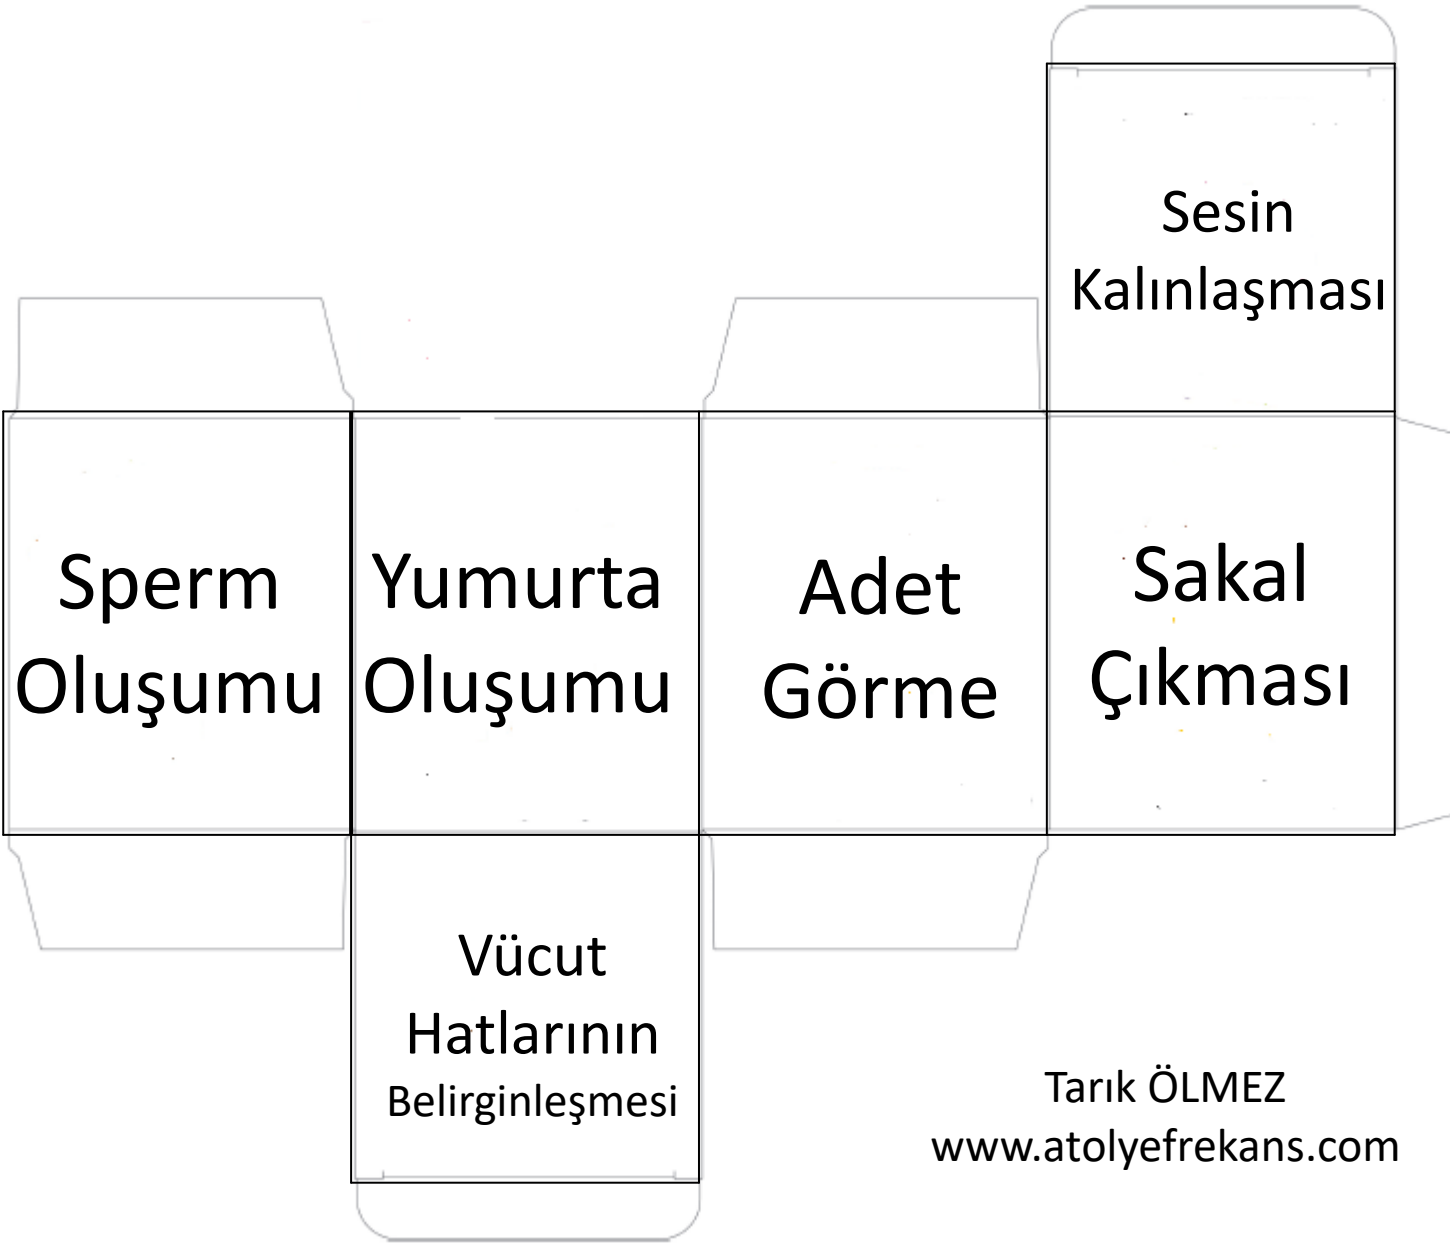 Sesin
Kalınlaşması
Sperm
Oluşumu
Yumurta
Oluşumu
Adet
Görme
Sakal
Çıkması
Vücut
Hatlarının
Belirginleşmesi
Tarık ÖLMEZ
www.atolyefrekans.com